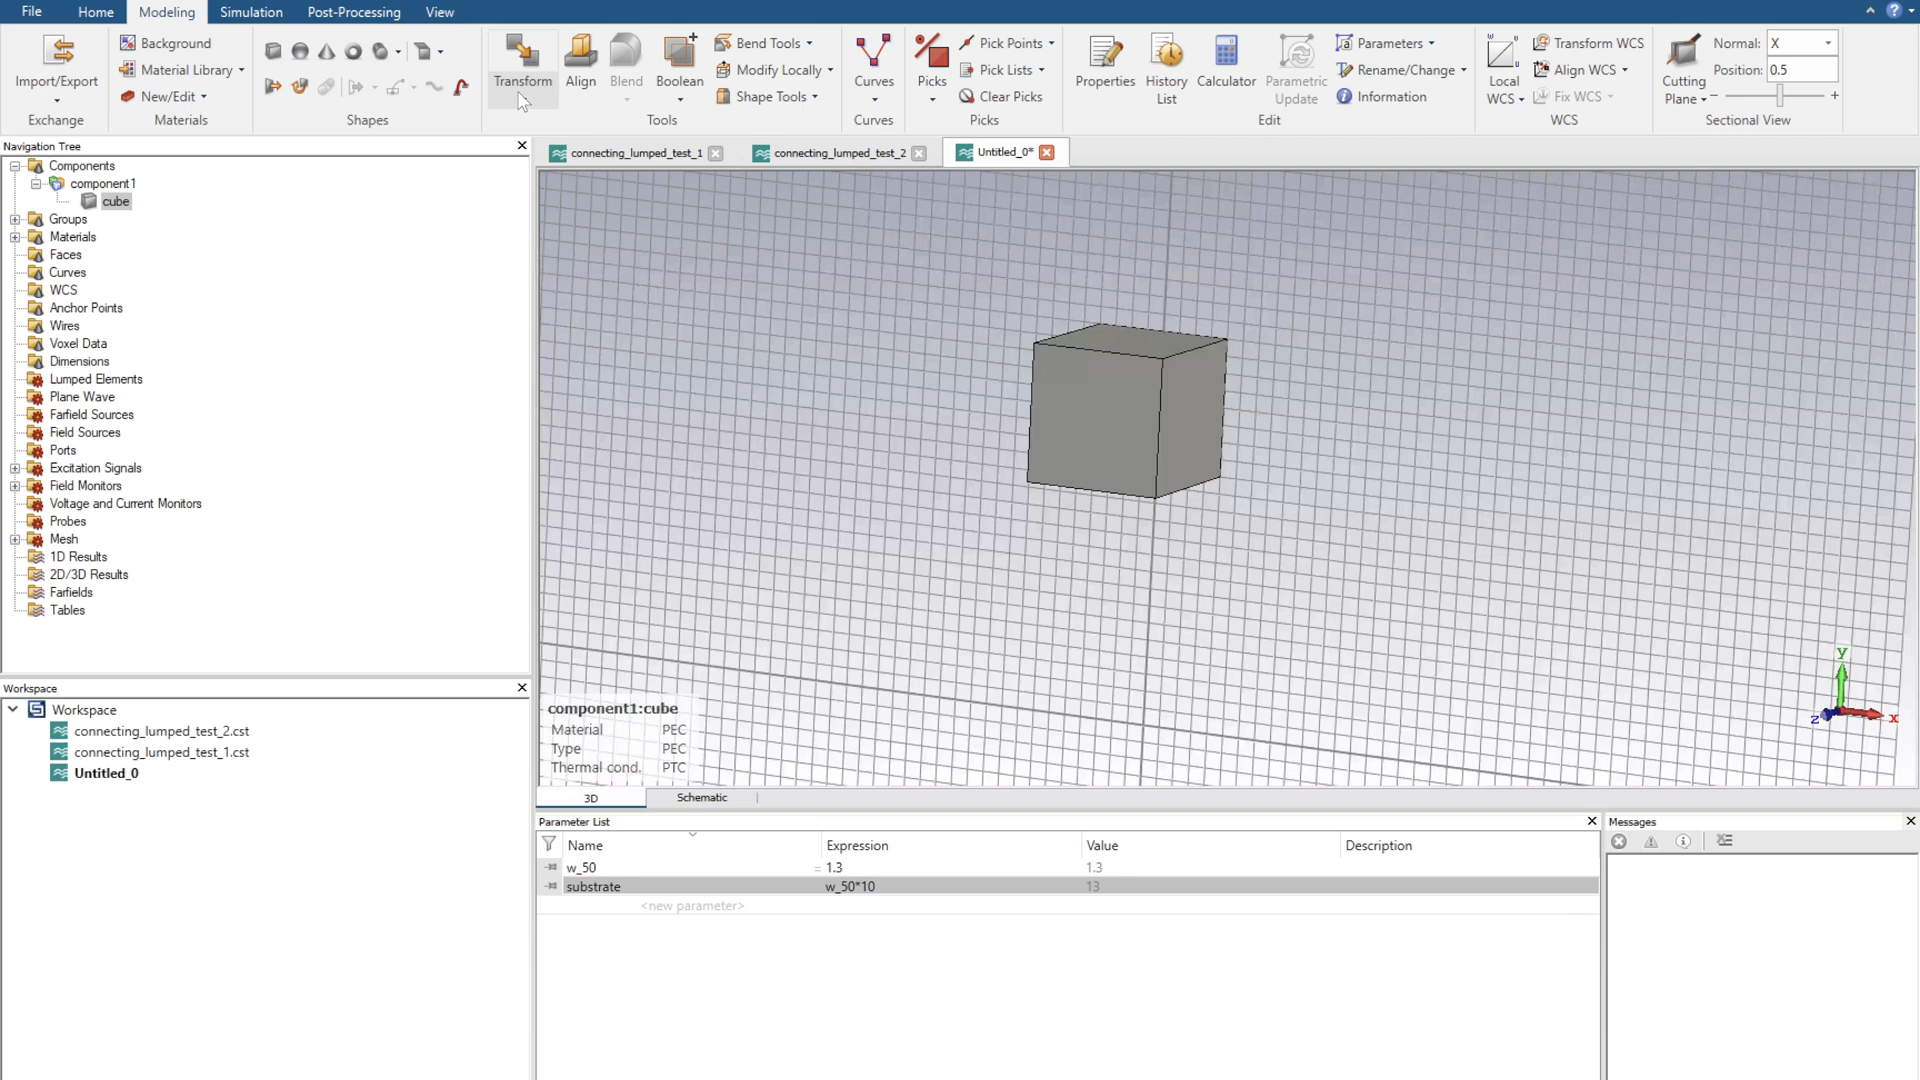 File Home Modeling Simulation Post-Processing View
Import/Export
Exchange
Background
Material Library
New/Edit
Materials
Shapes
Transform
Align
Blend
Boolean
Bend Tools
Modify Locally
Shape Tools
Tools
Curves
Curves
Picks
Pick Points
Pick Lists
Clear Picks
Picks
Properties
History
List
Calculator
Parametric
Update
Parameters
Rename/Change
Information
Edit
Local
WCS
Transform WCS
Align WCS
Fix WCS
WCS
Cutting
Plane
Normal: X
Position: 0.5
Sectional View
Navigation Tree
Components
component1
cube
Groups
Materials
Faces
Curves
WCS
Anchor Points
Wires
Voxel Data
Dimensions
Lumped Elements
Plane Wave
Farfield Sources
Field Sources
Ports
Excitation Signals
Field Monitors
Voltage and Current Monitors
Probes
Mesh
1D Results
2D/3D Results
Farfields
Tables
Workspace
Workspace
connecting_lumped_test_2.cst
connecting_lumped_test_1.cst
Untitled_0
connecting_lumped_test_1 connecting_lumped_test_2 Untitled_0*
component1:cube
Material PEC
Type PEC
Thermal cond. PTC
y
z x
3D Schematic
Parameter List
Name Expression Value Description
w_50 = 1.3 1.3
substrate w_50*10 13
<new parameter>
Messages